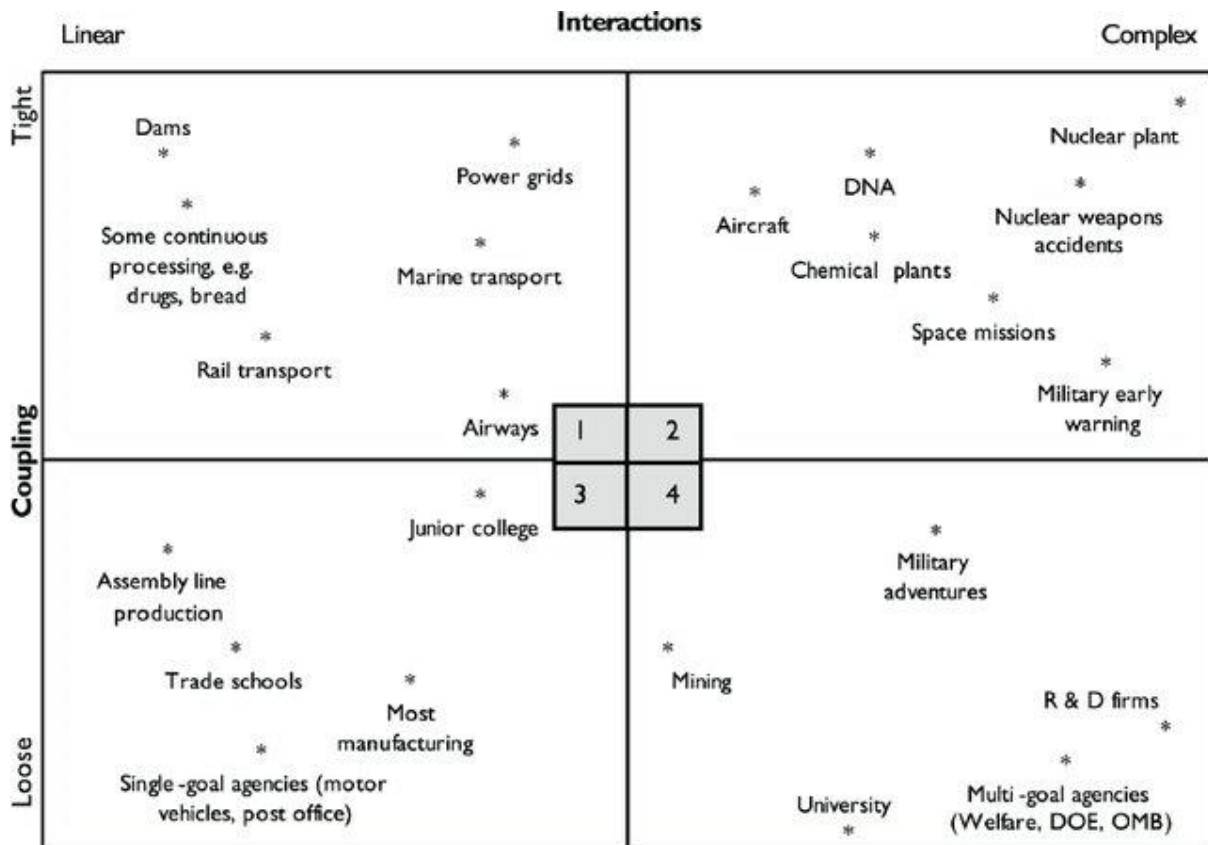 Interactions
Linear
Complex
Tight
Coupling
Loose
Dams
Power grids
Some continuous
processing, e.g.
drugs, bread
Marine transport
Rail transport
Airways
Nuclear plant
DNA
Aircraft
Nuclear weapons
accidents
Chemical plants
Space missions
Military early
warning
1
2
3
4
Junior college
Assembly line
production
Trade schools
Most
manufacturing
Single-goal agencies (motor
vehicles, post office)
Military
adventures
Mining
R & D firms
University
Multi-goal agencies
(Welfare, DOE, OMB)